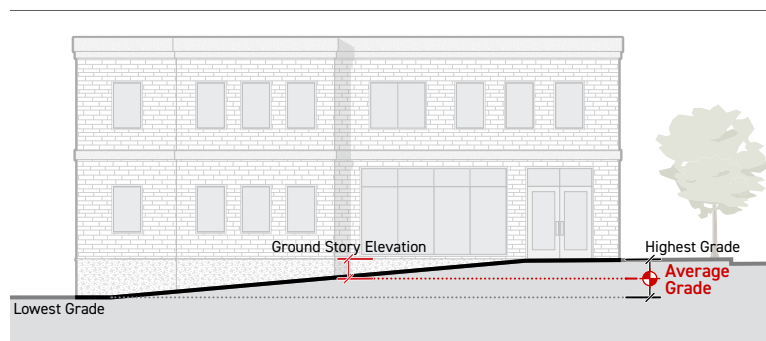 Ground Story Elevation
Highest Grade
Average
Grade
Lowest Grade